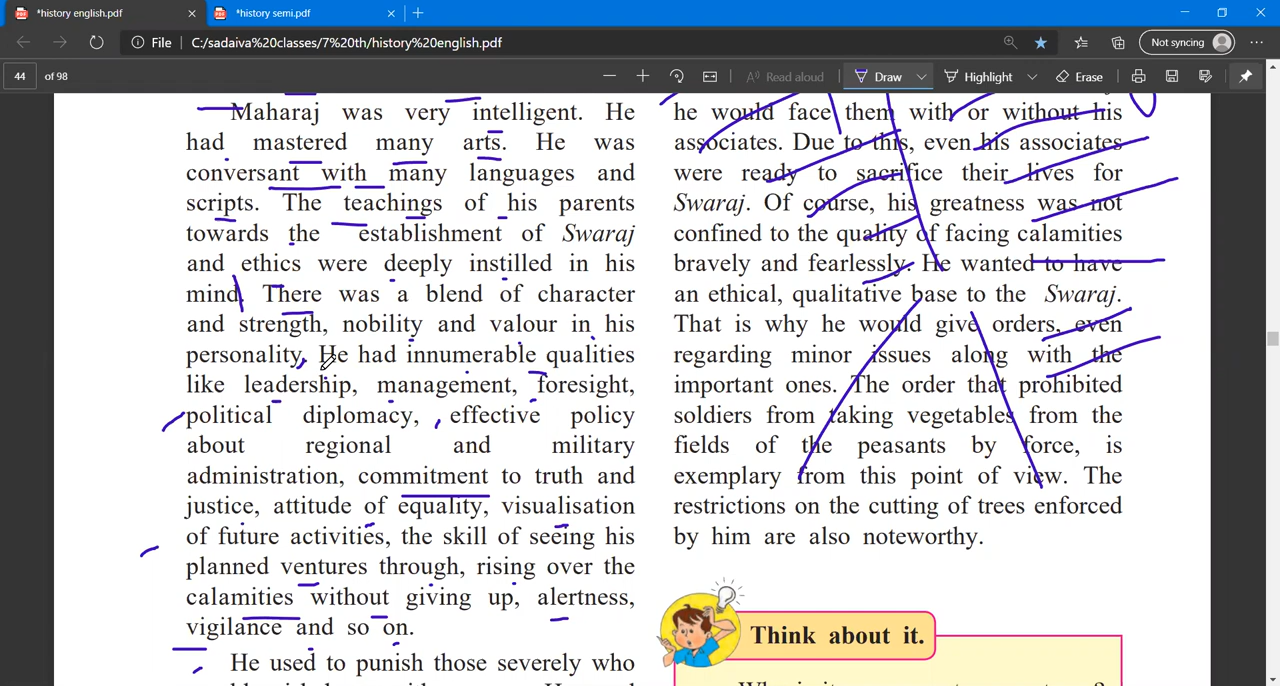 *history english.pdf
*history semi.pdf
File
C:/sadaiva%20classes/7%20th/history%20english.pdf
Not syncing
44 of 98
Read aloud
Draw
Highlight
Erase
Maharaj was very intelligent. He
had mastered many arts. He was
conversant with many languages and
scripts. The teachings of his parents
towards the establishment of Swaraj
and ethics were deeply instilled in his
mind. There was a blend of character
and strength, nobility and valour in his
personality, He had innumerable qualities
like leadership, management, foresight,
political diplomacy, effective policy
about regional and military
administration, commitment to truth and
justice, attitude of equality, visualisation
of future activities, the skill of seeing his
planned ventures through, rising over the
calamities without giving up, alertness,
vigilance and so on.
He used to punish those severely who
he would face them with or without his
associates. Due to this, even his associates
were ready to sacrifice their lives for
Swaraj. Of course, his greatness was not
confined to the quality of facing calamities
bravely and fearlessly. He wanted to have
an ethical, qualitative base to the Swaraj.
That is why he would give orders, even
regarding minor issues along with the
important ones. The order that prohibited
soldiers from taking vegetables from the
fields of the peasants by force, is
exemplary from this point of view. The
restrictions on the cutting of trees enforced
by him are also noteworthy.
Think about it.